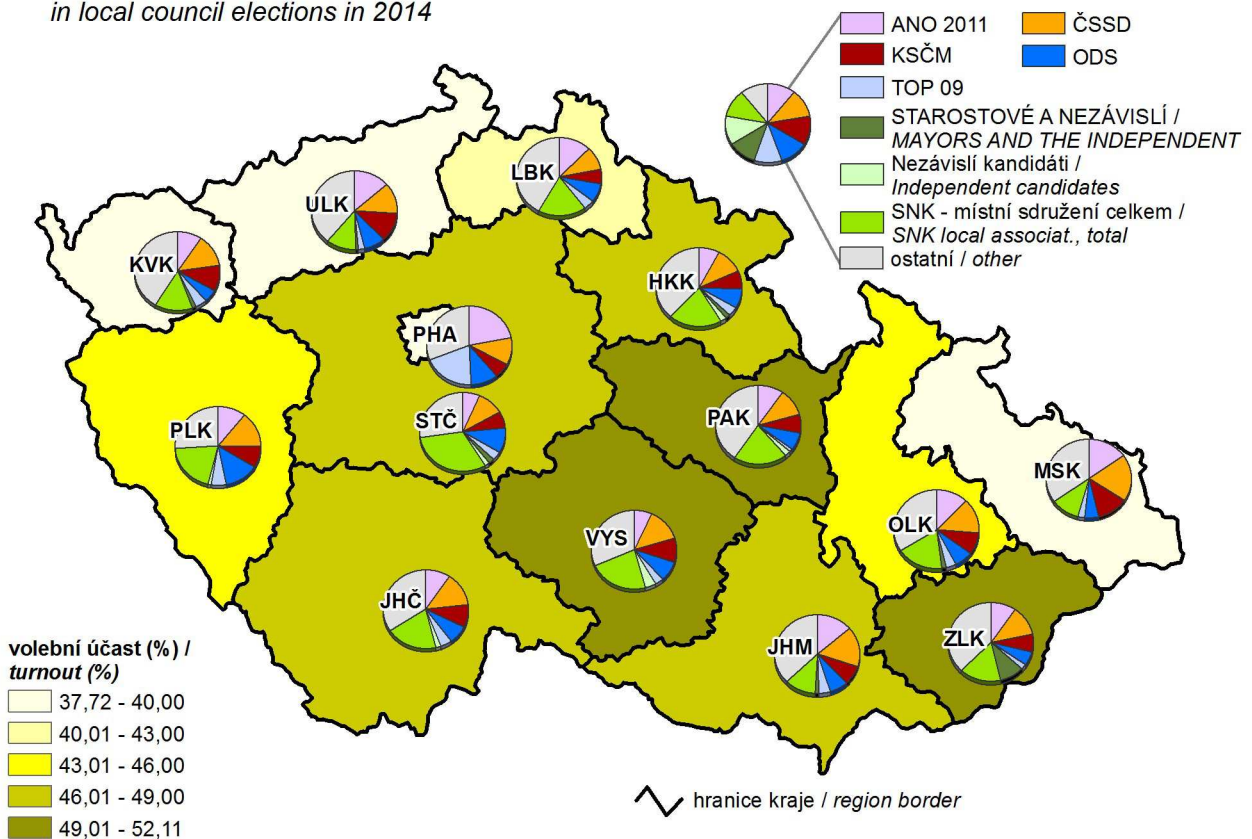 in local council elections in 2014
ANO 2011
ČSSD
KSČM
ODS
TOP 09
STAROSTOVÉ A NEZÁVISLÍ /
MAYORS AND THE INDEPENDENT
Nezávislí kandidáti /
Independent candidates
SNK - místní sdružení celkem /
SNK local associat., total
ostatní / other
LBK
ULK
KVK
HKK
PHA
STČ
PLK
PAK
MSK
OLK
VYS
JHČ
JHM
ZLK
volební účast (%) /
turnout (%)
37,72 - 40,00
40,01 - 43,00
43,01 - 46,00
46,01 - 49,00
49,01 - 52,11
hranice kraje / region border